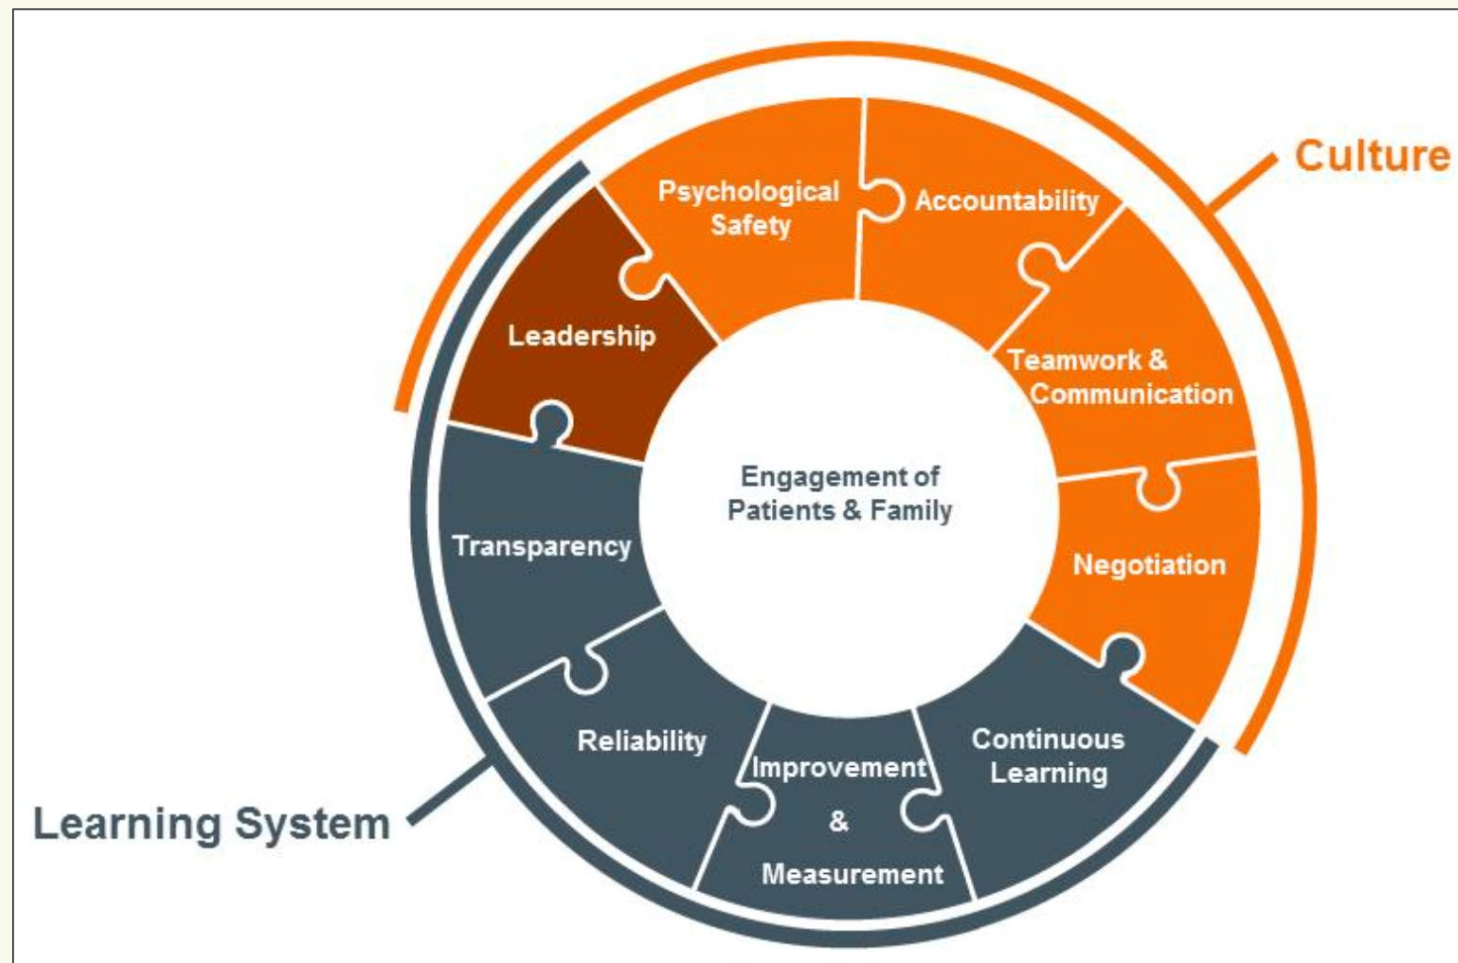 Culture
Psychological
Safety
Accountability
Leadership
Teamwork &
Communication
Engagement of
Patients & Family
Transparency
Negotiation
Reliability
Continuous
Learning
Improvement
&
Measurement
Learning System